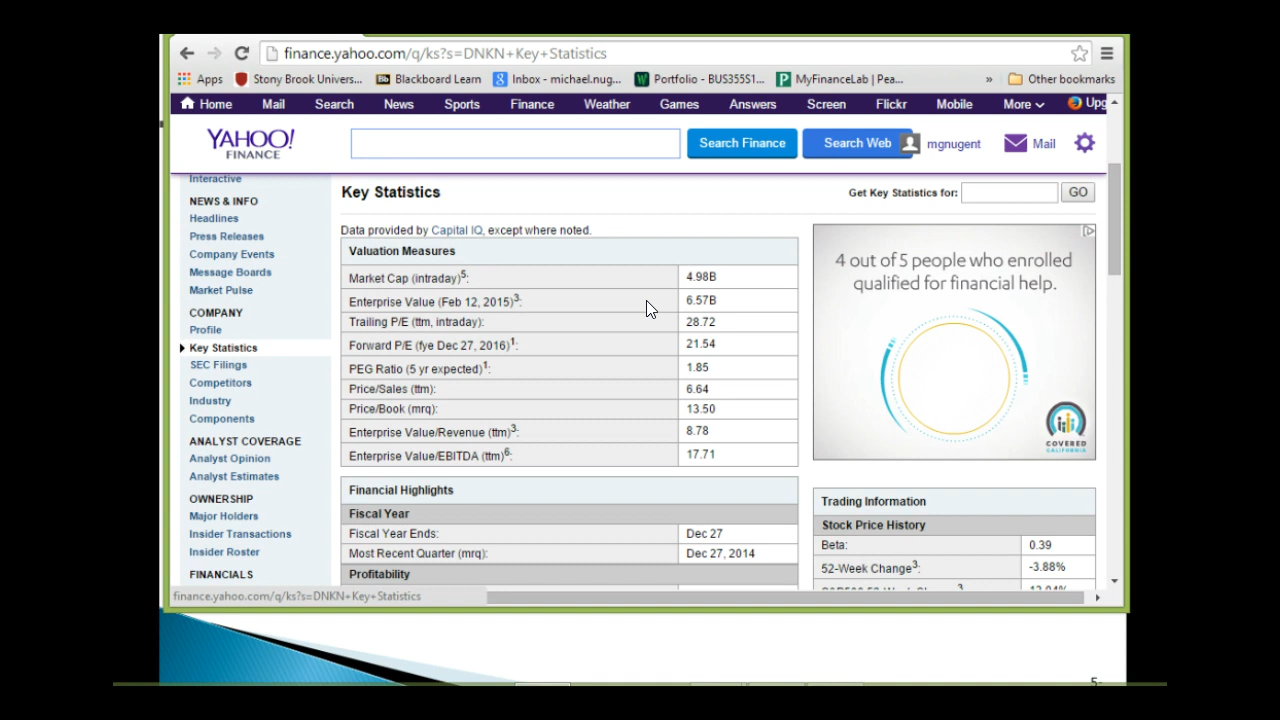 finance.yahoo.com/q/ks?s=DNKN+Key+Statistics
Apps Stony Brook Univers... Bb Blackboard Learn 8 Inbox - michael.nug... Portfolio - BUS355S1... P MyFinanceLab | Pea... » Other bookmarks
Home Mail Search News Sports Finance Weather Games Answers Screen Flickr Mobile More Upg
YAHOO!
FINANCE
Search Finance Search Web mgnugent Mail
Interactive
NEWS & INFO
Headlines
Press Releases
Company Events
Message Boards
Market Pulse
COMPANY
Profile
Key Statistics
SEC Filings
Competitors
Industry
Components
ANALYST COVERAGE
Analyst Opinion
Analyst Estimates
OWNERSHIP
Major Holders
Insider Transactions
Insider Roster
FINANCIALS
Key Statistics
Get Key Statistics for: GO
Data provided by Capital IQ, except where noted.
Valuation Measures
Market Cap (intraday)5: 4.98B
Enterprise Value (Feb 12, 2015)3: 6.57B
Trailing P/E (ttm, intraday): 28.72
Forward P/E (fye Dec 27, 2016)1: 21.54
PEG Ratio (5 yr expected)1: 1.85
Price/Sales (ttm): 6.64
Price/Book (mrq): 13.50
Enterprise Value/Revenue (ttm)3: 8.78
Enterprise Value/EBITDA (ttm)6: 17.71
Financial Highlights
Fiscal Year
Fiscal Year Ends: Dec 27
Most Recent Quarter (mrq): Dec 27, 2014
Profitability
4 out of 5 people who enrolled
qualified for financial help.
COVERED
CALIFORNIA
Trading Information
Stock Price History
Beta: 0.39
52-Week Change3: -3.88%
finance.yahoo.com/q/ks?s=DNKN+Key+Statistics
5-